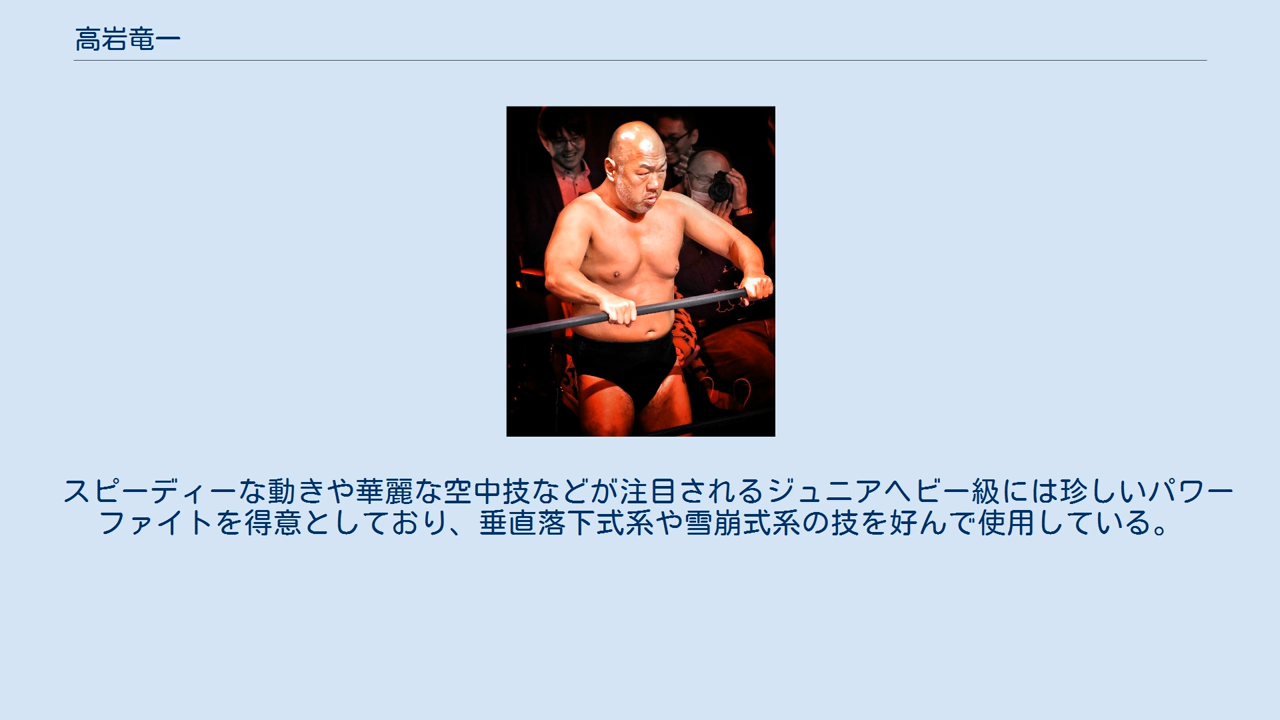 高岩竜一
スピーディーな動きや華麗な空中技などが注目されるジュニアヘビー級には珍しいパワー
ファイトを得意としており、垂直落下式系や雪崩式系の技を好んで使用している。